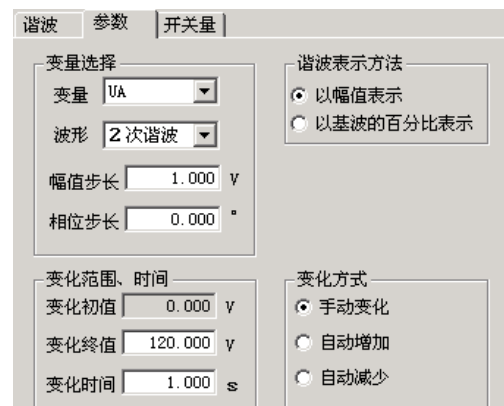 谐波 参数 开关量
变量选择
变量 UA
波形 2次谐波
幅值步长 1.000 V
相位步长 0.000 °
谐波表示方法
以幅值表示
以基波的百分比表示
变化范围、时间
变化初值 0.000 V
变化终值 120.000 V
变化时间 1.000 s
变化方式
手动变化
自动增加
自动减少